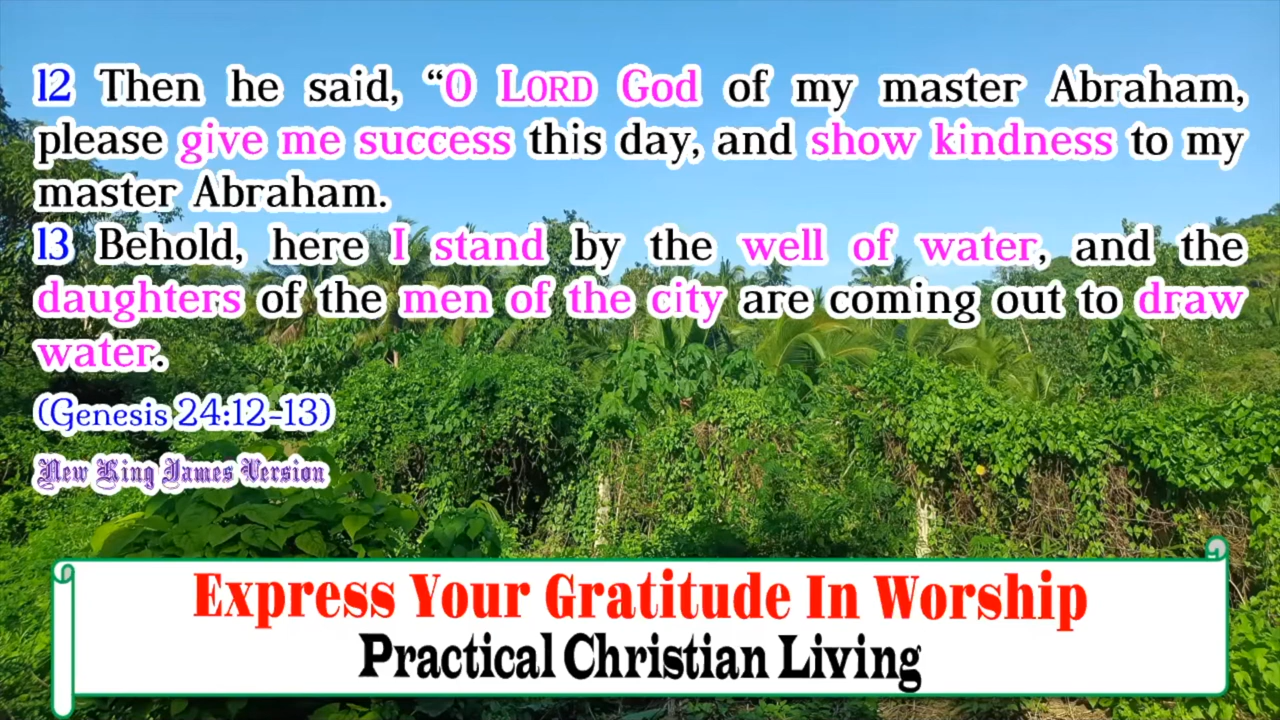 12 Then he said, “O LORD God of my master Abraham,
please give me success this day, and show kindness to my
master Abraham.
13 Behold, here I stand by the well of water, and the
daughters of the men of the city are coming out to draw
water.
(Genesis 24:12-13)
New King James Version
Express Your Gratitude In Worship
Practical Christian Living